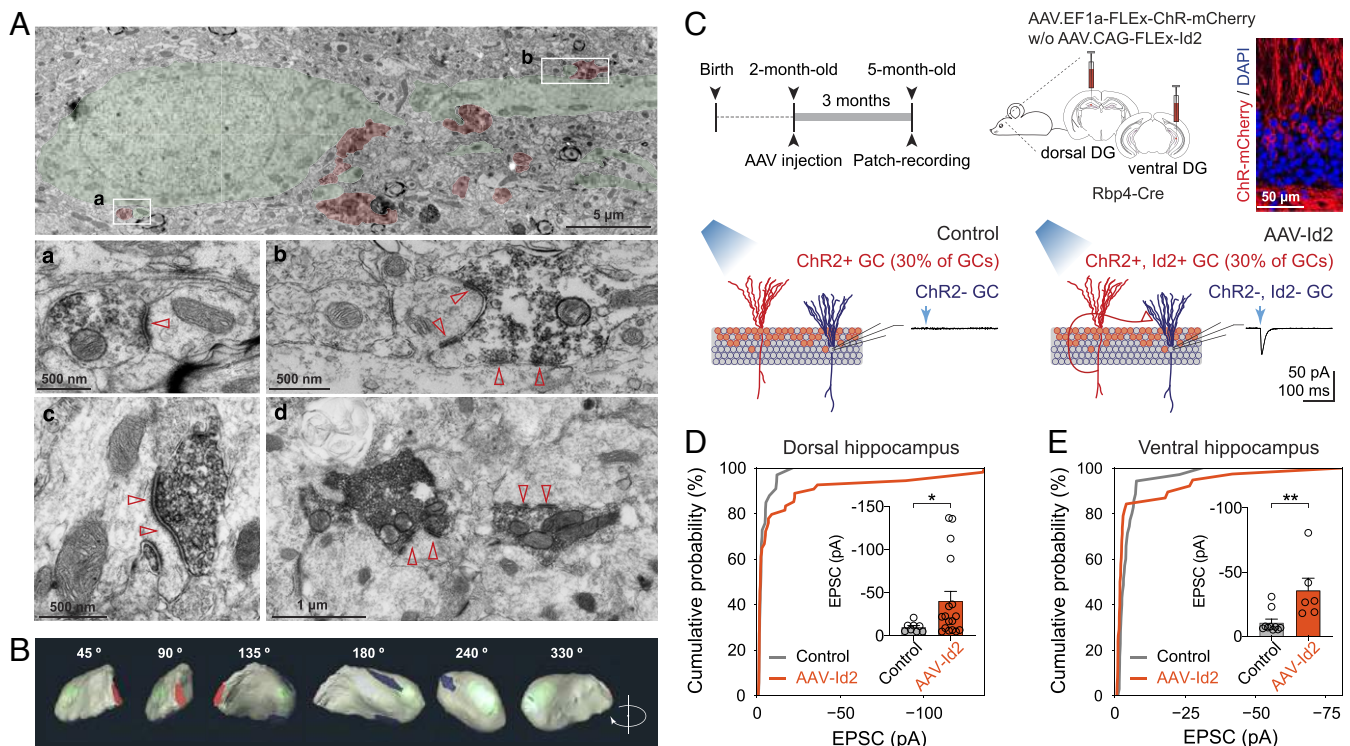 A
b
a
5 µm
a
500 nm
b
500 nm
c
500 nm
d
1 µm
B
45 º
90 º
135 º
180 º
240 º
330 º
C
AAV.EF1a-FLEx-ChR-mCherry
w/o AAV.CAG-FLEx-Id2
Birth
2-month-old
5-month-old
3 months
AAV injection
Patch-recording
dorsal DG
ventral DG
Rbp4-Cre
ChR-mCherry / DAPI
50 µm
Control
ChR2+ GC (30% of GCs)
ChR2- GC
AAV-Id2
ChR2+, Id2+ GC (30% of GCs)
ChR2-, Id2- GC
50 pA
100 ms
D
Dorsal hippocampus
Cumulative probability (%)
100
80
60
40
20
0
0
−50
−100
EPSC (pA)
Control
AAV-Id2
EPSC (pA)
-150
-100
-50
0
*
Control
AAV-Id2
E
Ventral hippocampus
Cumulative probability (%)
100
80
60
40
20
0
0
−25
−50
−75
EPSC (pA)
Control
AAV-Id2
EPSC (pA)
-100
-50
0
**
Control
AAV-Id2